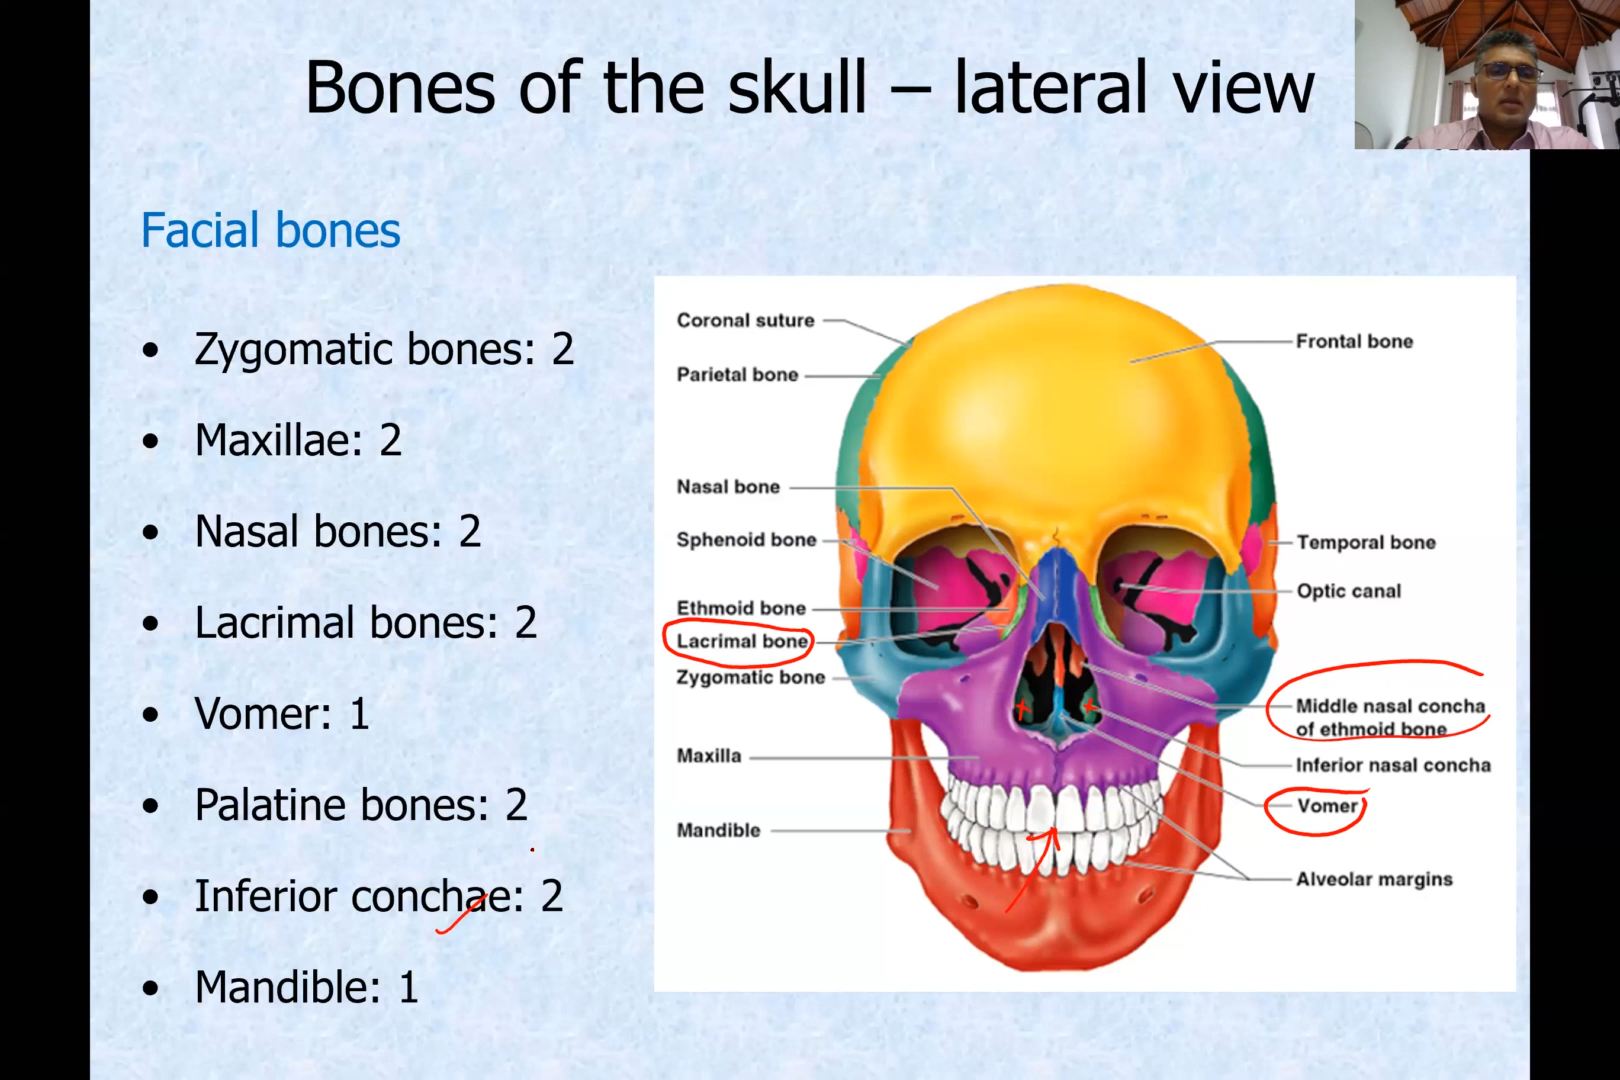 Bones of the skull – lateral view
Facial bones
• Zygomatic bones: 2
• Maxillae: 2
• Nasal bones: 2
• Lacrimal bones: 2
• Vomer: 1
• Palatine bones: 2
• Inferior conchae: 2
• Mandible: 1
Coronal suture
Parietal bone
Nasal bone
Sphenoid bone
Ethmoid bone
Lacrimal bone
Zygomatic bone
Maxilla
Mandible
Frontal bone
Temporal bone
Optic canal
Middle nasal concha
of ethmoid bone
Inferior nasal concha
Vomer
Alveolar margins